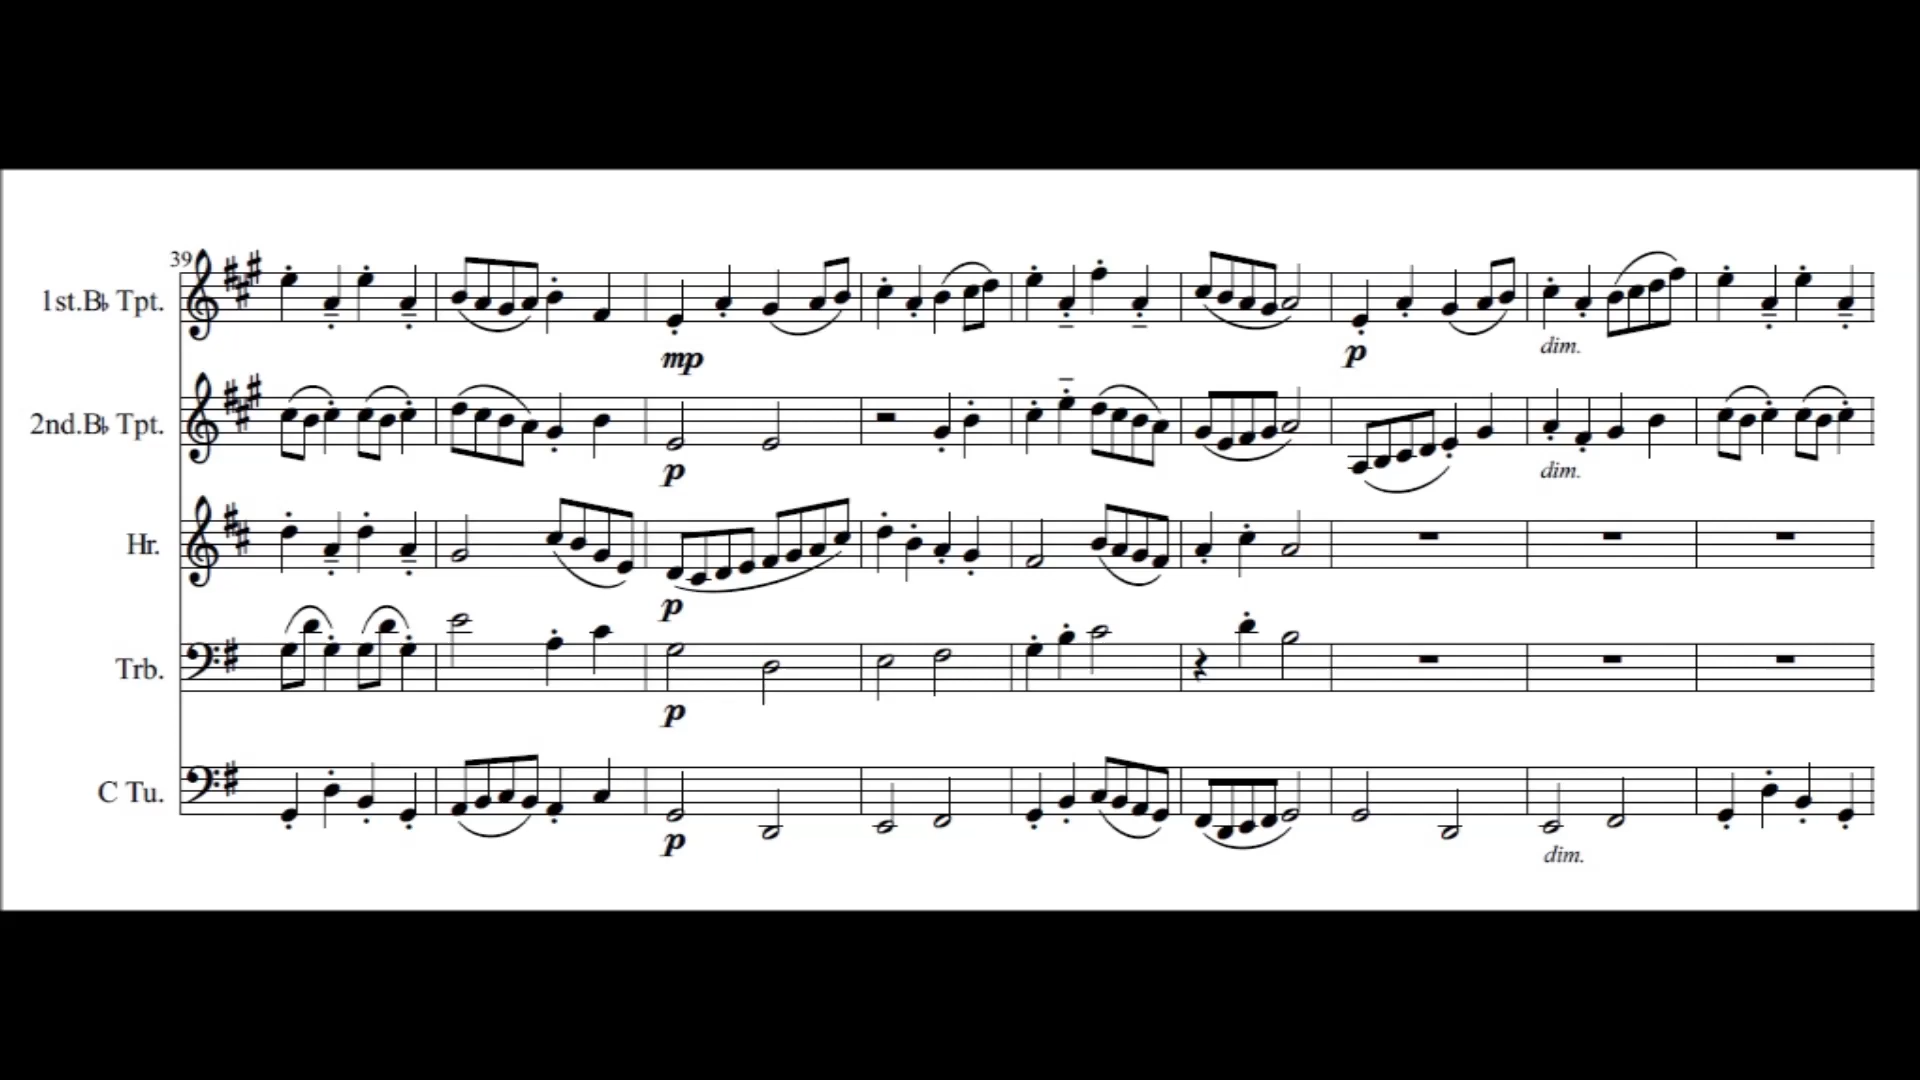 39
1st.B♭ Tpt.
mp
p
dim.
2nd.B♭ Tpt.
p
dim.
Hr.
p
Trb.
p
C Tu.
p
dim.